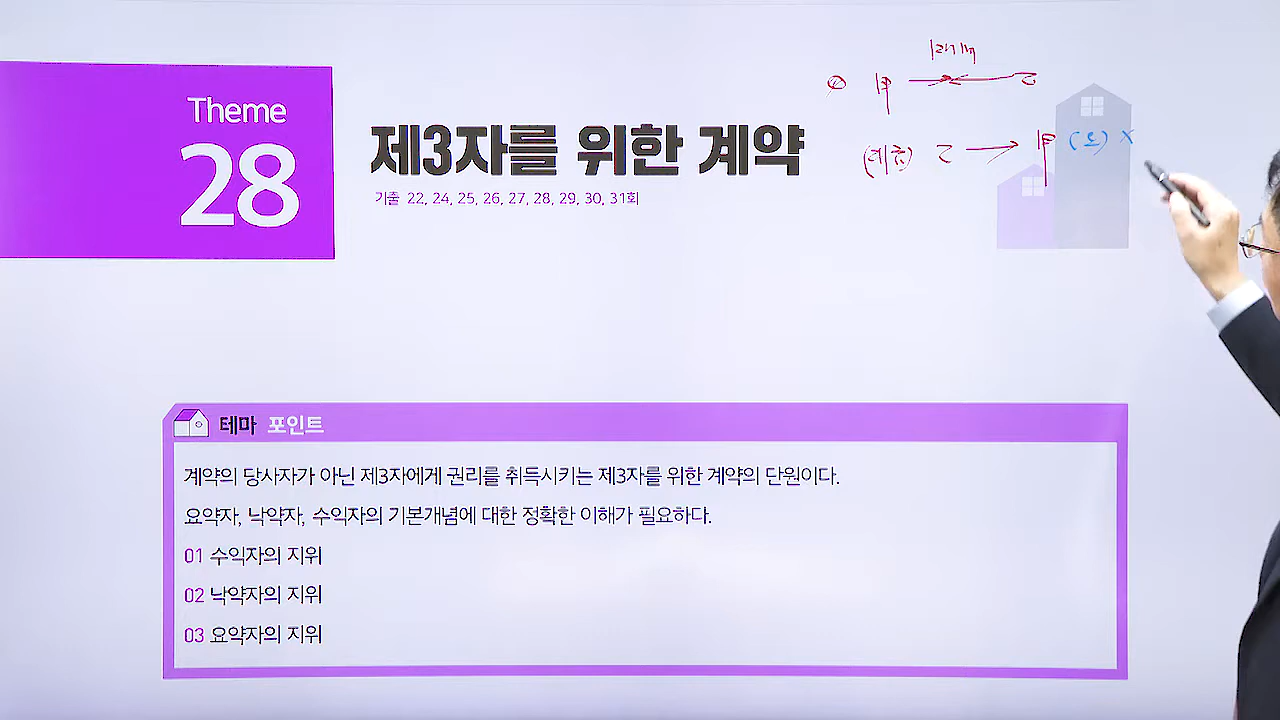 Theme
28
제3자를 위한 계약
기출 22, 24, 25, 26, 27, 28, 29, 30, 31회
테마 포인트
계약의 당사자가 아닌 제3자에게 권리를 취득시키는 제3자를 위한 계약의 단원이다.
요약자, 낙약자, 수익자의 기본개념에 대한 정확한 이해가 필요하다.
01 수익자의 지위
02 낙약자의 지위
03 요약자의 지위